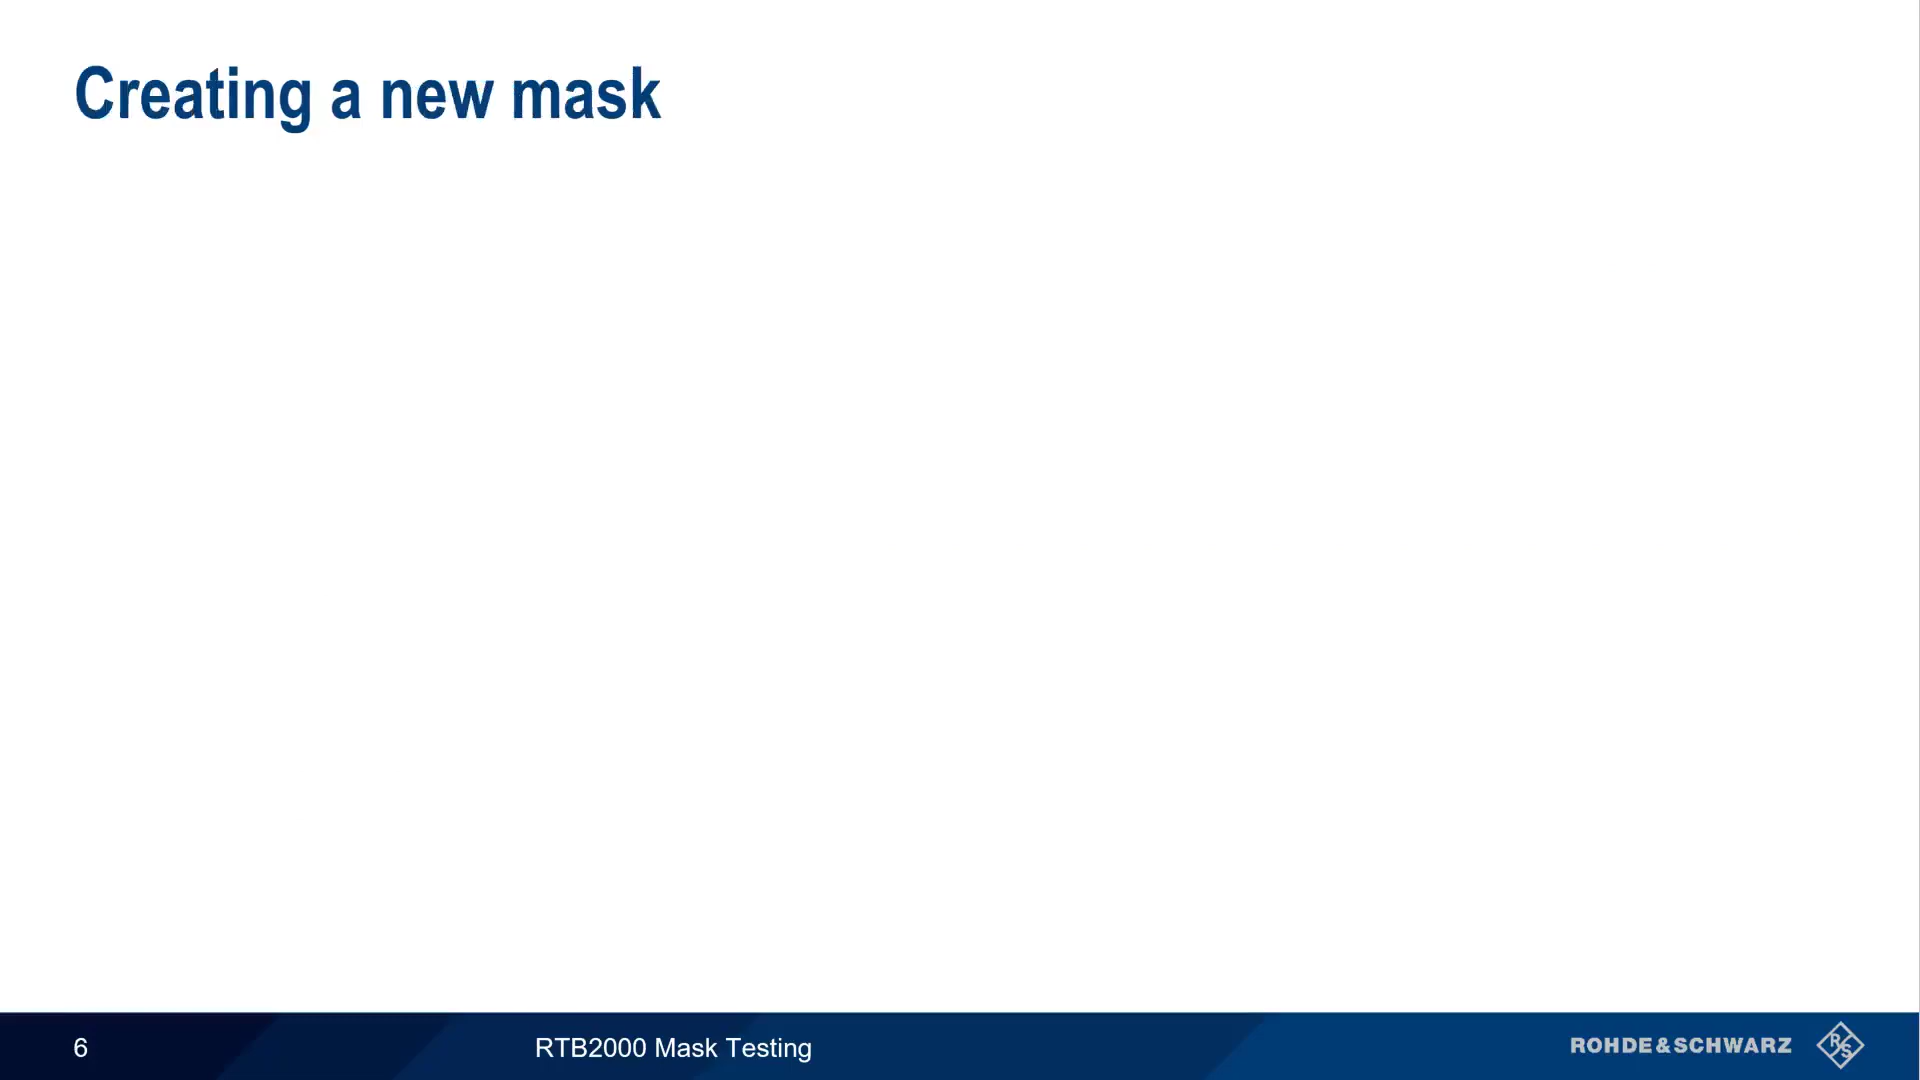 Creating a new mask
6
RTB2000 Mask Testing
ROHDE&SCHWARZ
R
S